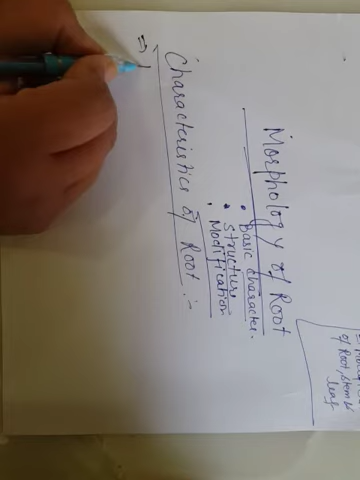 of Root, Stem &
leaf
Morphology of Root
• Basic character.
• Structure,
• Modification
Characteristics of Root :-